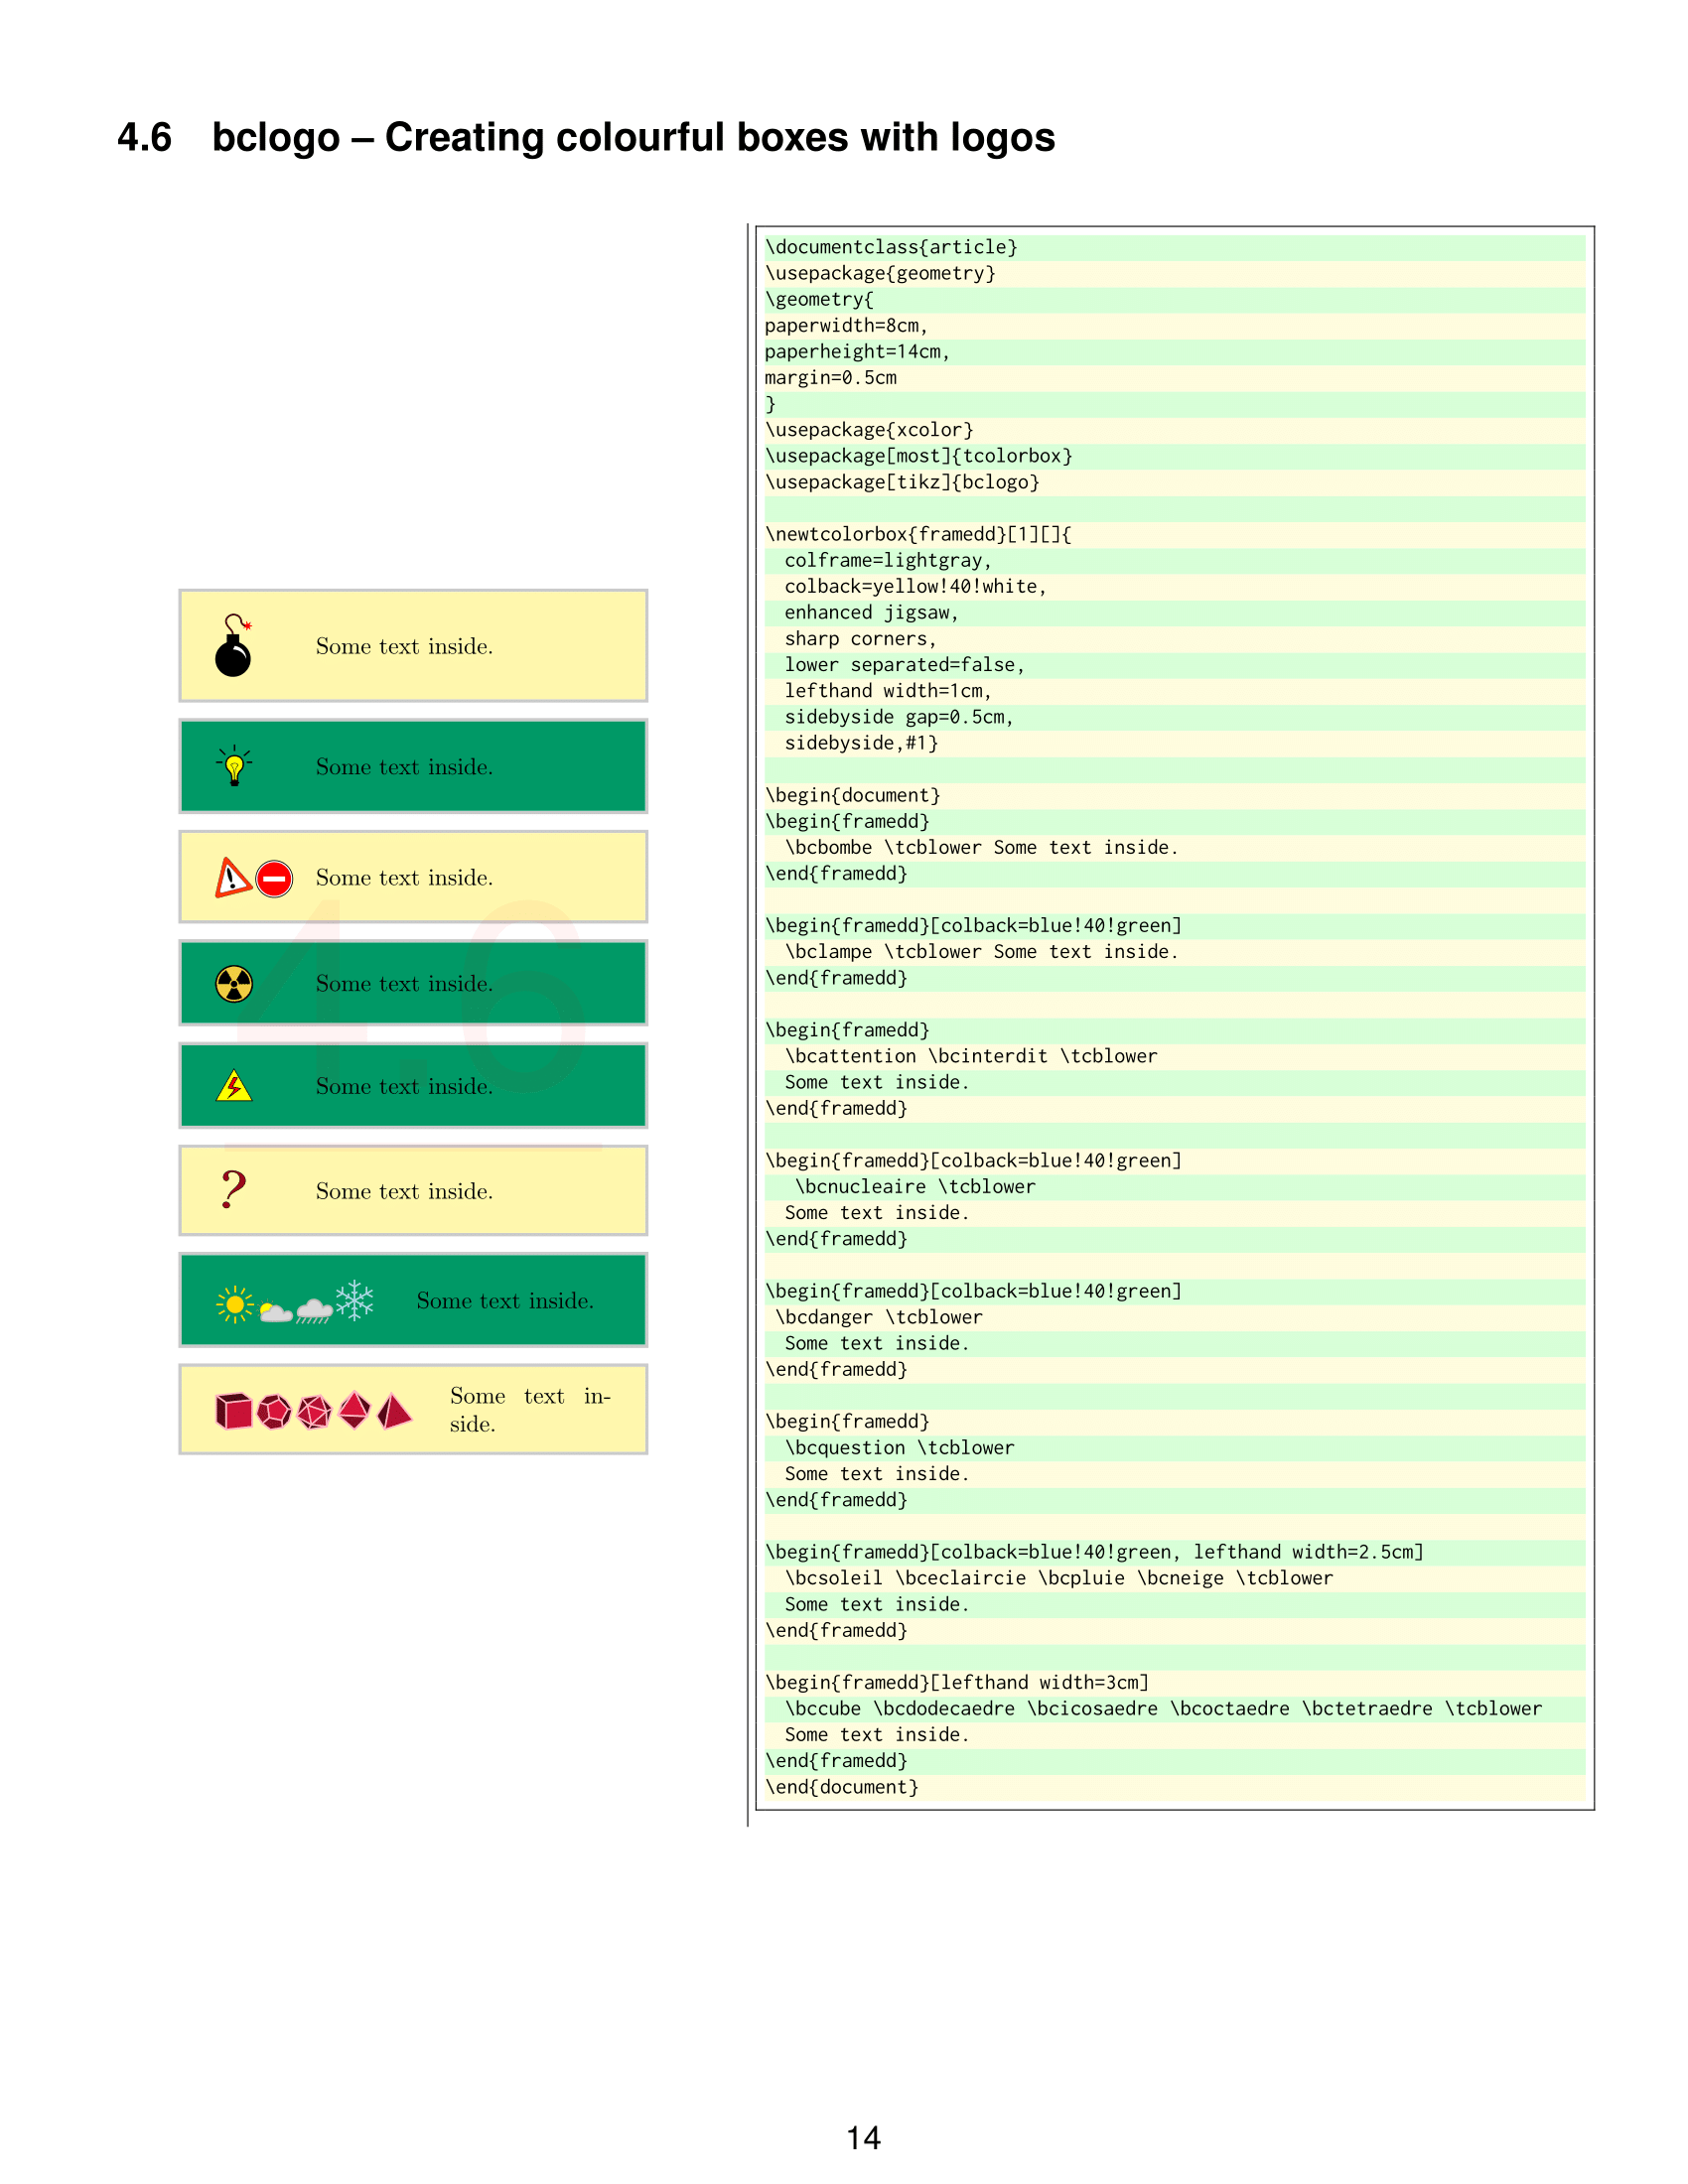 4.6 bclogo – Creating colourful boxes with logos
Some text inside.
Some text inside.
Some text inside.
Some text inside.
Some text inside.
Some text inside.
Some text inside.
Some text in-
side.
4.6
\documentclass{article}
\usepackage{geometry}
\geometry{
paperwidth=8cm,
paperheight=14cm,
margin=0.5cm
}
\usepackage{xcolor}
\usepackage[most]{tcolorbox}
\usepackage[tikz]{bclogo}

\newtcolorbox{framedd}[1][]{
  colframe=lightgray,
  colback=yellow!40!white,
  enhanced jigsaw,
  sharp corners,
  lower separated=false,
  lefthand width=1cm,
  sidebyside gap=0.5cm,
  sidebyside,#1}

\begin{document}
\begin{framedd}
  \bcbombe \tcblower Some text inside.
\end{framedd}

\begin{framedd}[colback=blue!40!green]
  \bclampe \tcblower Some text inside.
\end{framedd}

\begin{framedd}
  \bcattention \bcinterdit \tcblower
  Some text inside.
\end{framedd}

\begin{framedd}[colback=blue!40!green]
   \bcnucleaire \tcblower
  Some text inside.
\end{framedd}

\begin{framedd}[colback=blue!40!green]
 \bcdanger \tcblower
  Some text inside.
\end{framedd}

\begin{framedd}
  \bcquestion \tcblower
  Some text inside.
\end{framedd}

\begin{framedd}[colback=blue!40!green, lefthand width=2.5cm]
  \bcsoleil \bceclaircie \bcpluie \bcneige \tcblower
  Some text inside.
\end{framedd}

\begin{framedd}[lefthand width=3cm]
  \bccube \bcdodecaedre \bcicosaedre \bcoctaedre \bctetraedre \tcblower
  Some text inside.
\end{framedd}
\end{document}
14